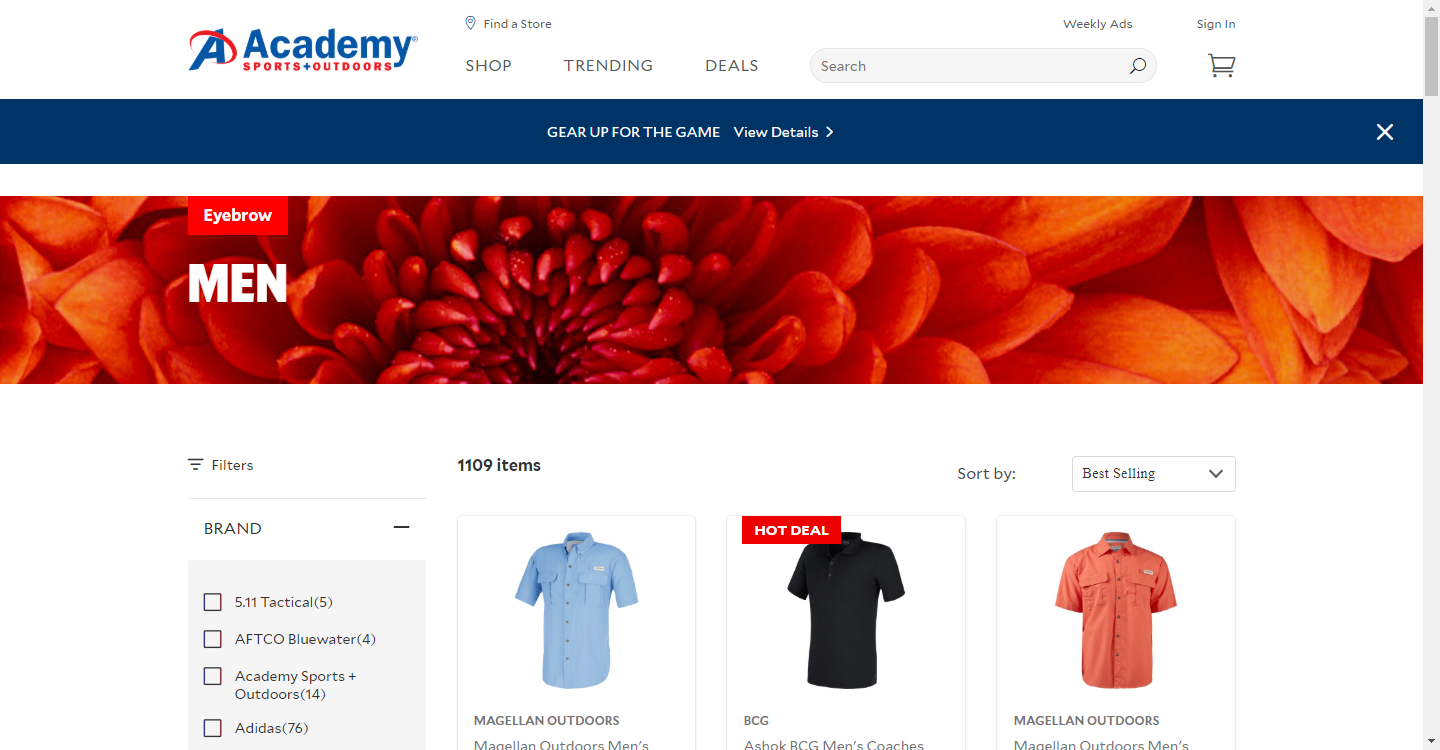 Find a Store
Weekly Ads
Sign In
Academy
SPORTS+OUTDOORS
SHOP
TRENDING
DEALS
Search
GEAR UP FOR THE GAME View Details
Eyebrow
MEN
Filters
1109 items
Sort by:
Best Selling
BRAND
HOT DEAL
5.11 Tactical(5)
AFTCO Bluewater(4)
Academy Sports +
Outdoors(14)
Adidas(76)
MAGELLAN OUTDOORS
BCG
MAGELLAN OUTDOORS
Magellan Outdoors Men's
Ashok BCG Men's Coaches
Magellan Outdoors Men's